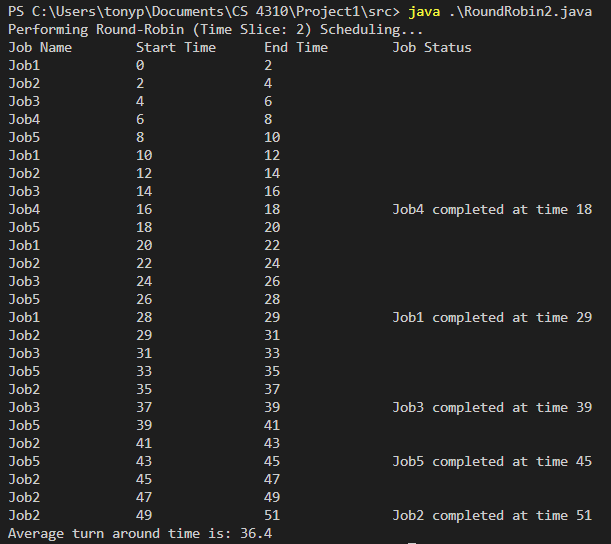 PS C:\Users\tonyp\Documents\CS 4310\Project1\src> java .\RoundRobin2.java
Performing Round-Robin (Time Slice: 2) Scheduling...
Job Name Start Time End Time Job Status
Job1 0 2
Job2 2 4
Job3 4 6
Job4 6 8
Job5 8 10
Job1 10 12
Job2 12 14
Job3 14 16
Job4 16 18 Job4 completed at time 18
Job5 18 20
Job1 20 22
Job2 22 24
Job3 24 26
Job5 26 28
Job1 28 29 Job1 completed at time 29
Job2 29 31
Job3 31 33
Job5 33 35
Job2 35 37
Job3 37 39 Job3 completed at time 39
Job5 39 41
Job2 41 43
Job5 43 45 Job5 completed at time 45
Job2 45 47
Job2 47 49
Job2 49 51 Job2 completed at time 51
Average turn around time is: 36.4